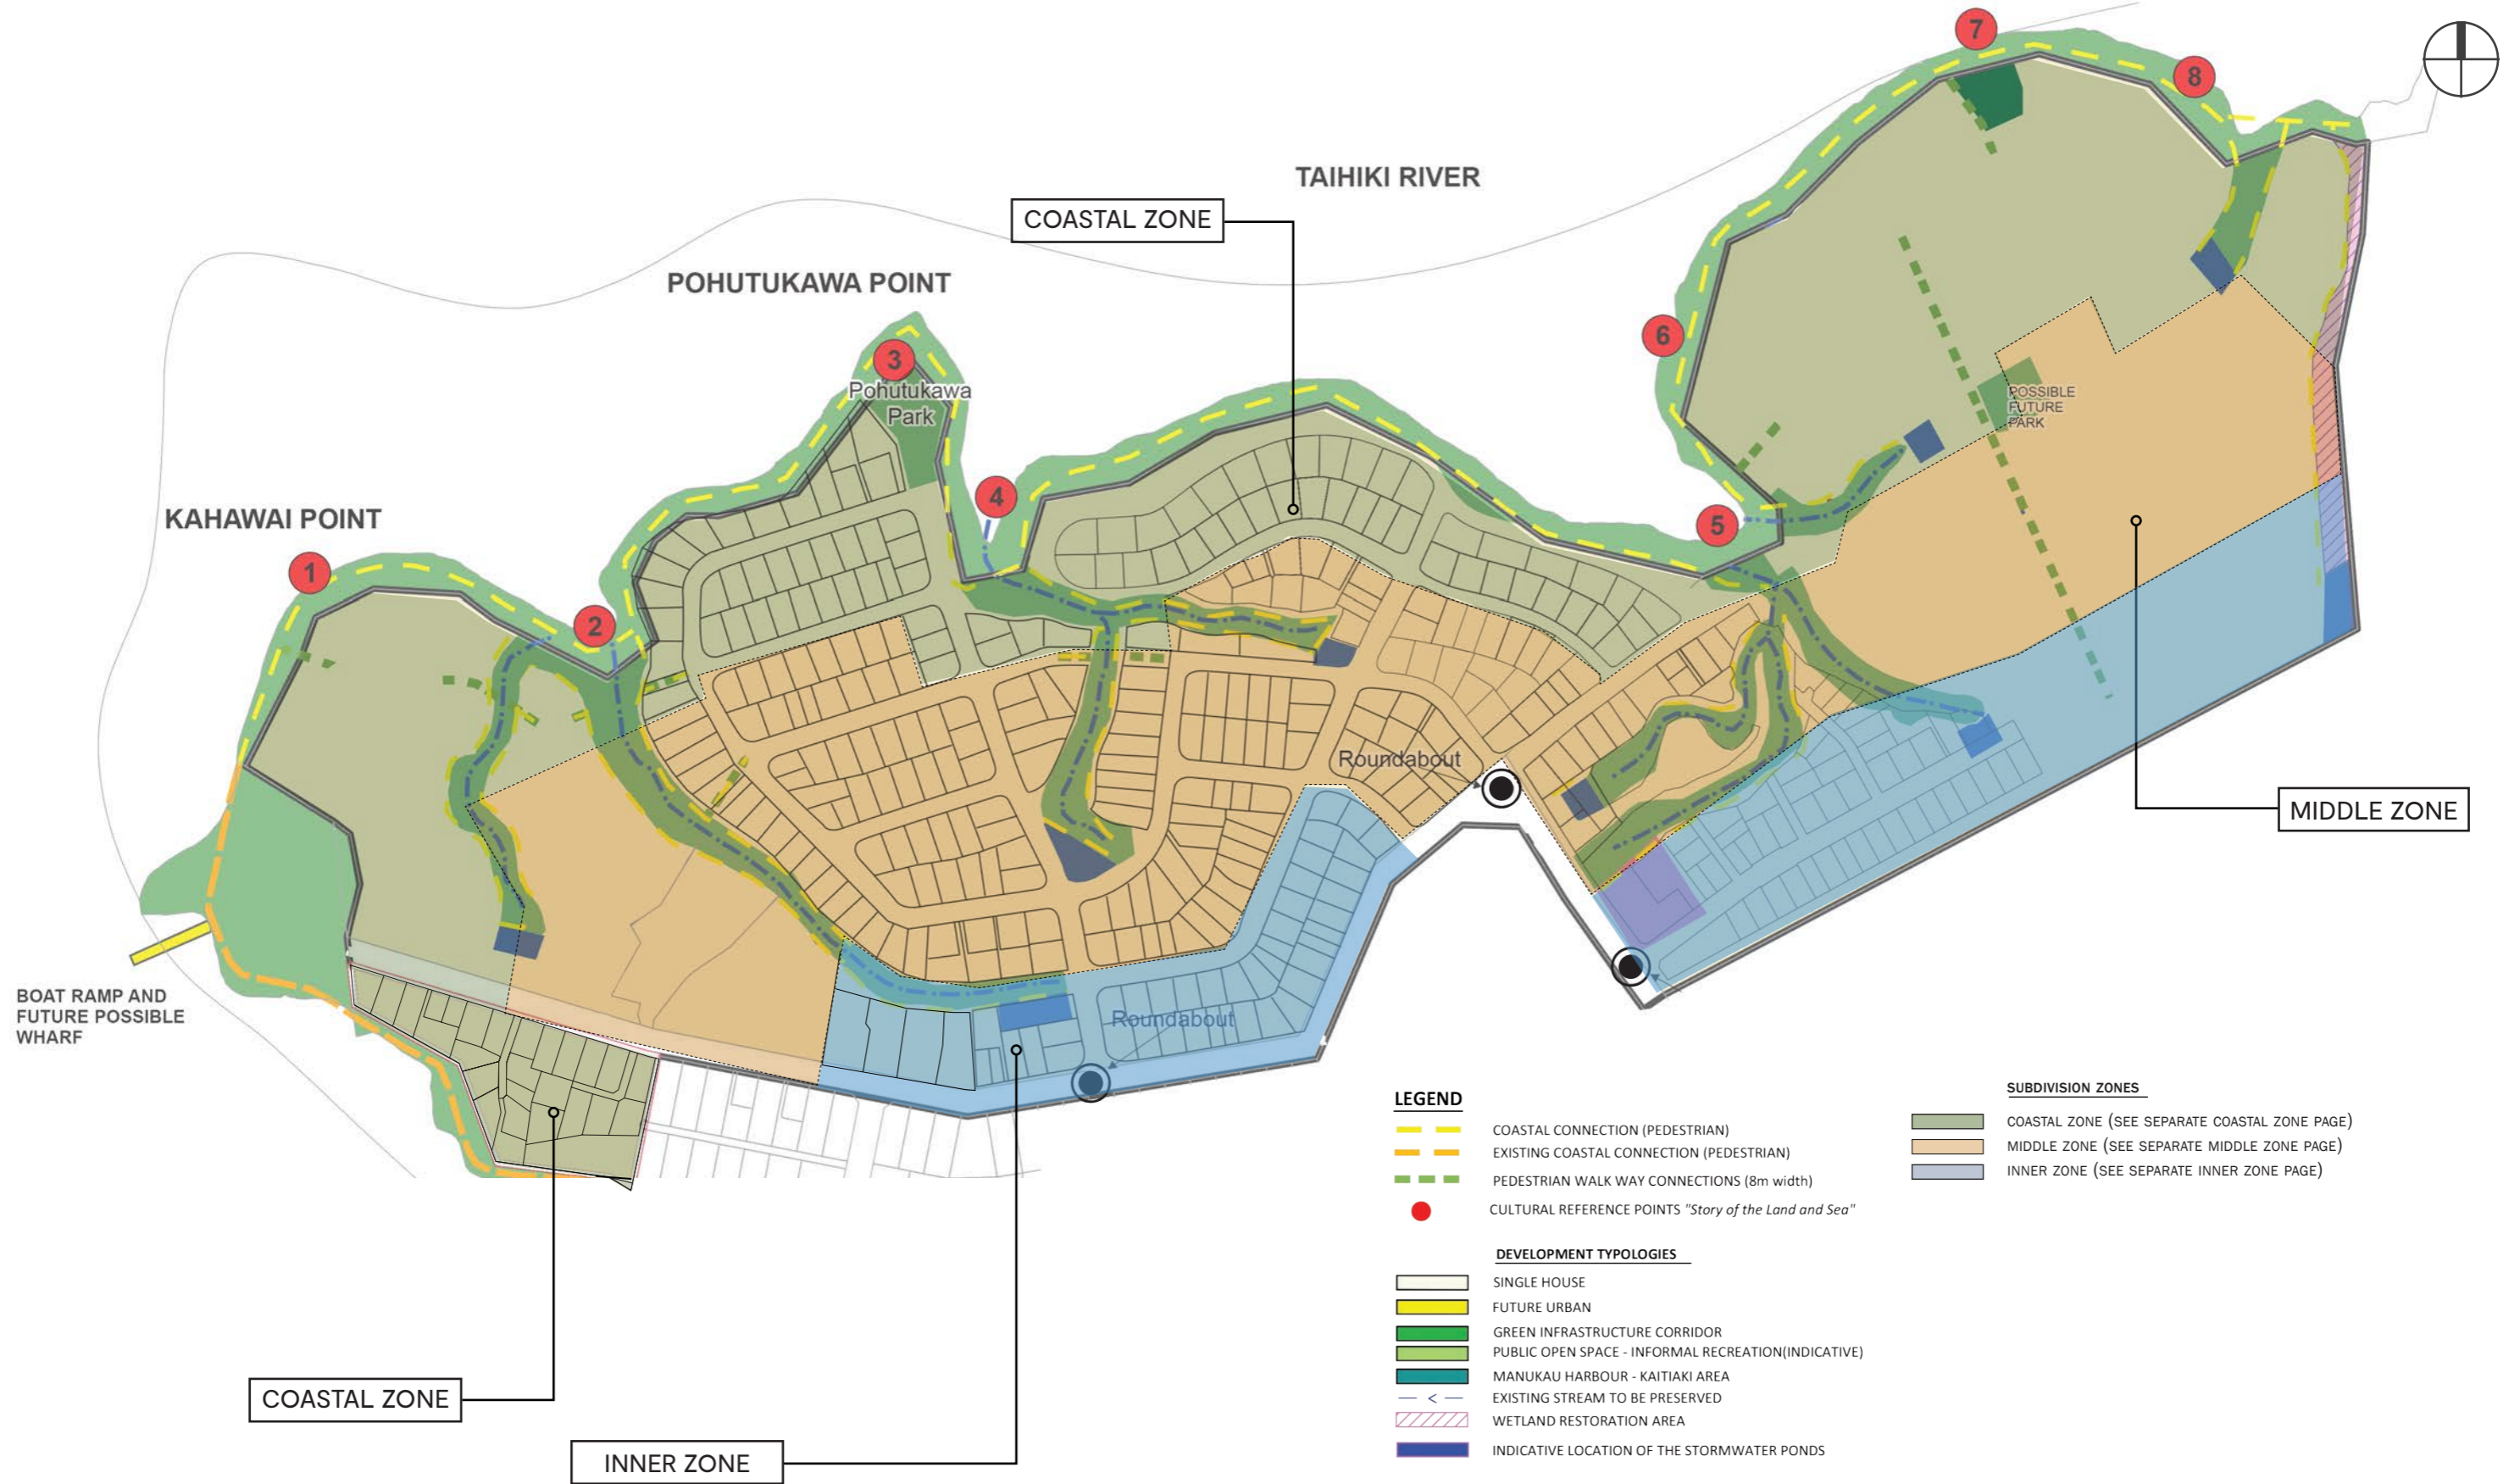 7
8
TAIHIKI RIVER
COASTAL ZONE
POHUTUKAWA POINT
6
3
Pohutukawa
Park
POSSIBLE
FUTURE
PARK
4
5
KAHAWAI POINT
1
2
Roundabout
MIDDLE ZONE
BOAT RAMP AND
FUTURE POSSIBLE
WHARF
Roundabout
COASTAL ZONE
INNER ZONE
LEGEND
COASTAL CONNECTION (PEDESTRIAN)
EXISTING COASTAL CONNECTION (PEDESTRIAN)
PEDESTRIAN WALK WAY CONNECTIONS (8m width)
CULTURAL REFERENCE POINTS "Story of the Land and Sea"
DEVELOPMENT TYPOLOGIES
SINGLE HOUSE
FUTURE URBAN
GREEN INFRASTRUCTURE CORRIDOR
PUBLIC OPEN SPACE - INFORMAL RECREATION(INDICATIVE)
MANUKAU HARBOUR - KAITIAKI AREA
EXISTING STREAM TO BE PRESERVED
WETLAND RESTORATION AREA
INDICATIVE LOCATION OF THE STORMWATER PONDS
SUBDIVISION ZONES
COASTAL ZONE (SEE SEPARATE COASTAL ZONE PAGE)
MIDDLE ZONE (SEE SEPARATE MIDDLE ZONE PAGE)
INNER ZONE (SEE SEPARATE INNER ZONE PAGE)